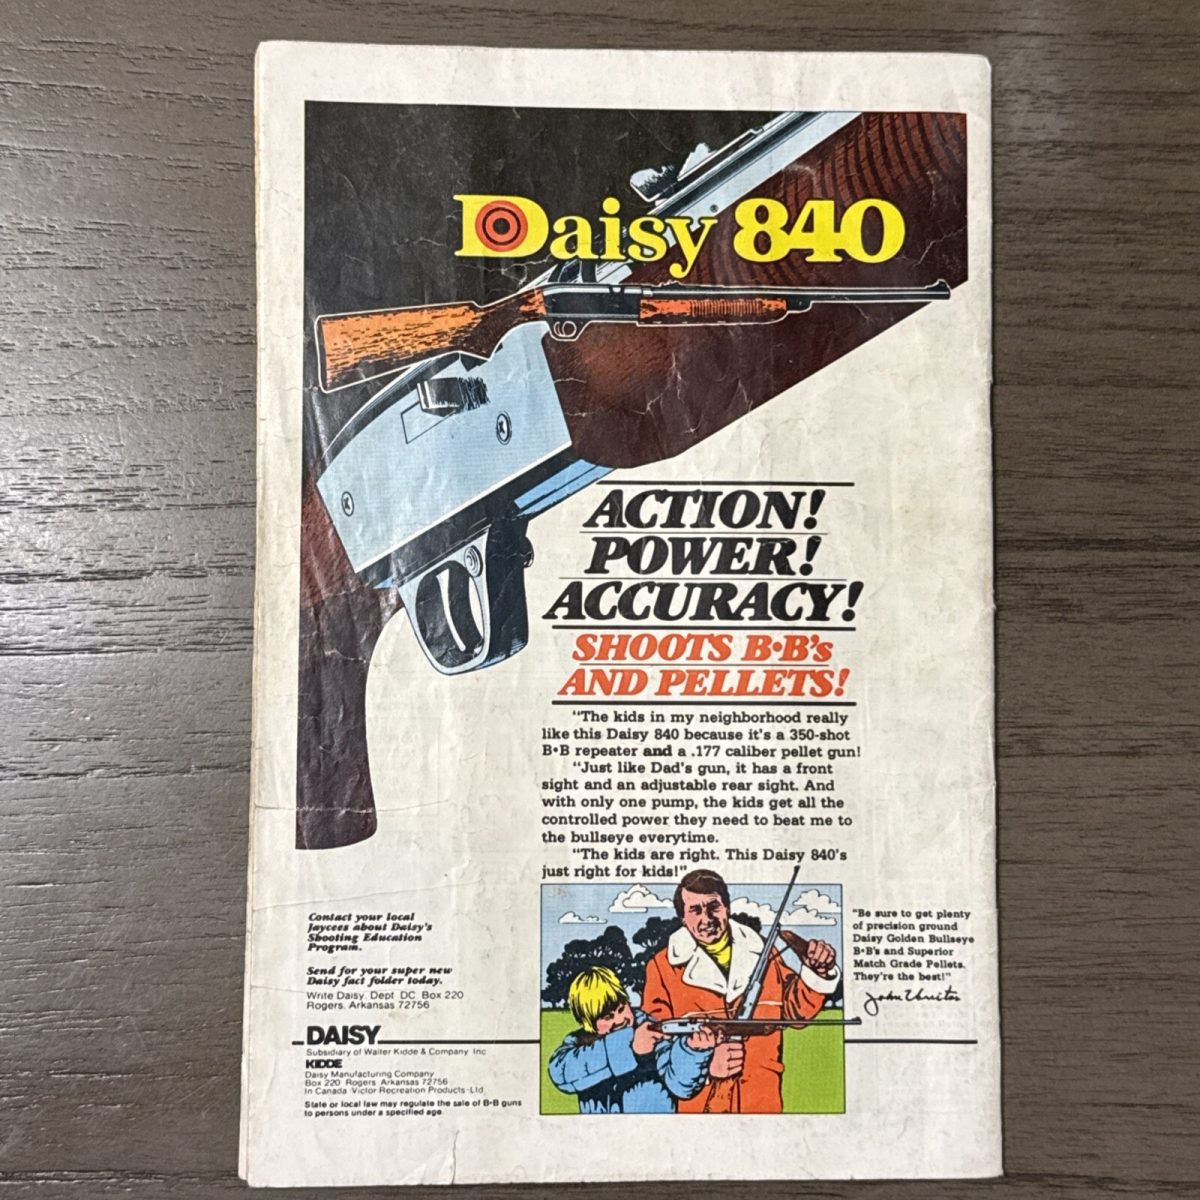 Daisy 840
ACTION!
POWER!
ACCURACY!
SHOOTS B•B's
AND PELLETS!
"The kids in my neighborhood really
like this Daisy 840 because it's a 350-shot
B•B repeater and a .177 caliber pellet gun!
"Just like Dad's gun, it has a front
sight and an adjustable rear sight. And
with only one pump, the kids get all the
controlled power they need to beat me to
the bullseye everytime.
"The kids are right. This Daisy 840's
just right for kids!"
"Be sure to get plenty
of precision ground
Daisy Golden Bullseye
B•B's and Superior
Match Grade Pellets.
They're the best!"
Contact your local
Jaycees about Daisy's
Shooting Education
Program.
Send for your super new
Daisy fact folder today.
Write Daisy, Dept DC Box 220
Rogers, Arkansas 72756
DAISY
Subsidiary of Walter Kidde & Company Inc
KIDDE
Daisy Manufacturing Company
Box 220 Rogers Arkansas 72756
In Canada Victor Recreation Products Ltd
State or local law may regulate the sale of B•B guns
to persons under a specified age.